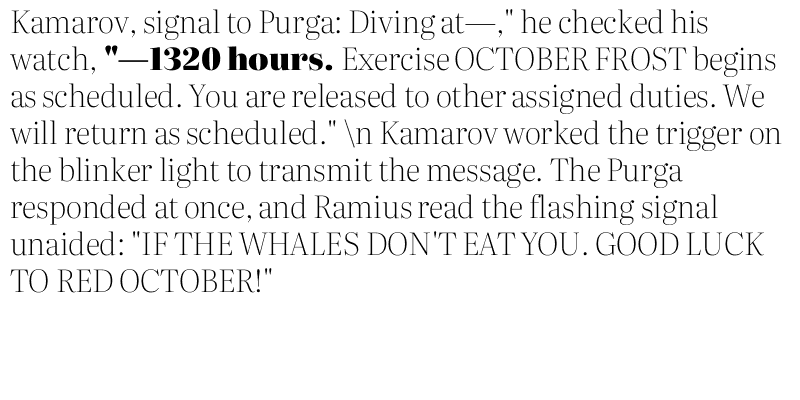 Kamarov, signal to Purga: Diving at—," he checked his
watch, "—1320 hours. Exercise OCTOBER FROST begins
as scheduled. You are released to other assigned duties. We
will return as scheduled." \n Kamarov worked the trigger on
the blinker light to transmit the message. The Purga
responded at once, and Ramius read the flashing signal
unaided: "IF THE WHALES DON'T EAT YOU. GOOD LUCK
TO RED OCTOBER!"